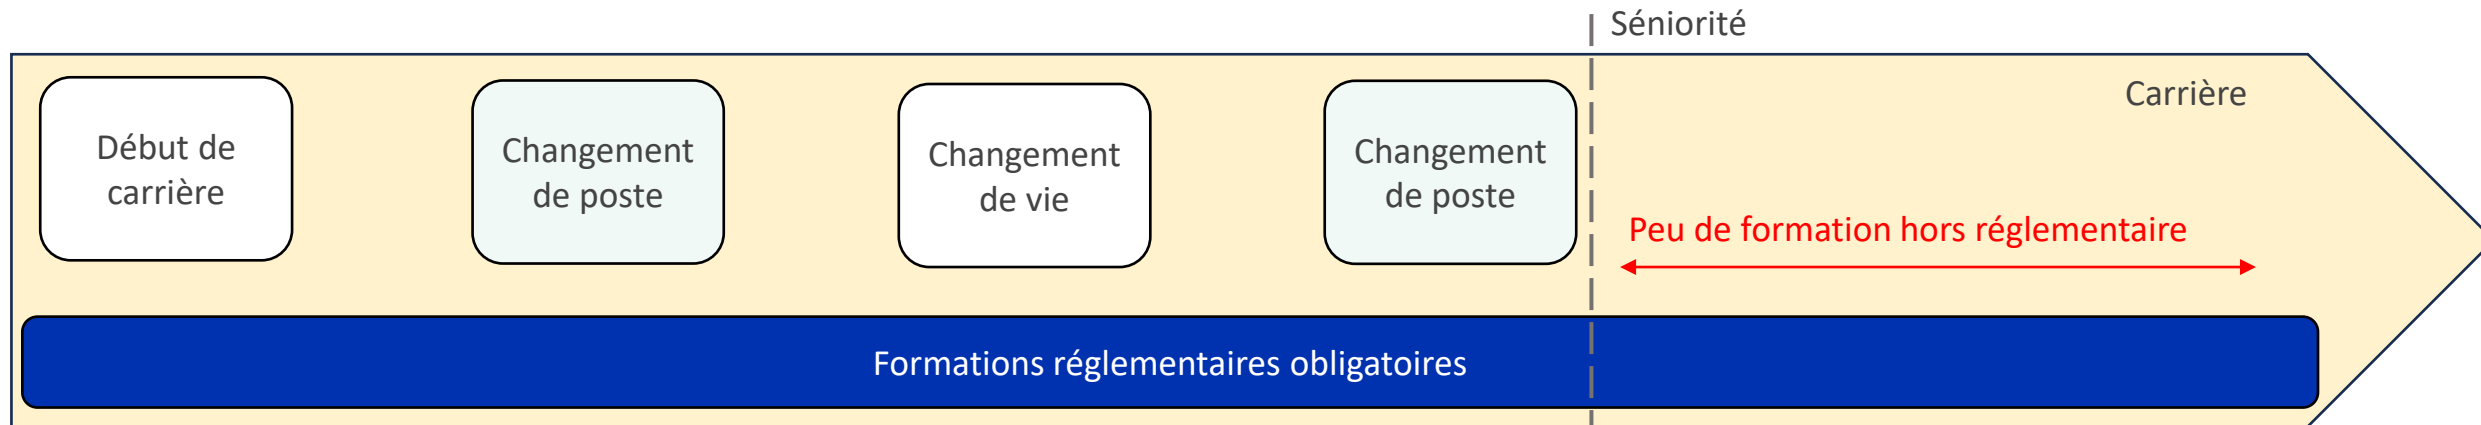 Séniorité
Carrière
Début de
carrière
Changement
de poste
Changement
de vie
Changement
de poste
Peu de formation hors réglementaire
Formations réglementaires obligatoires